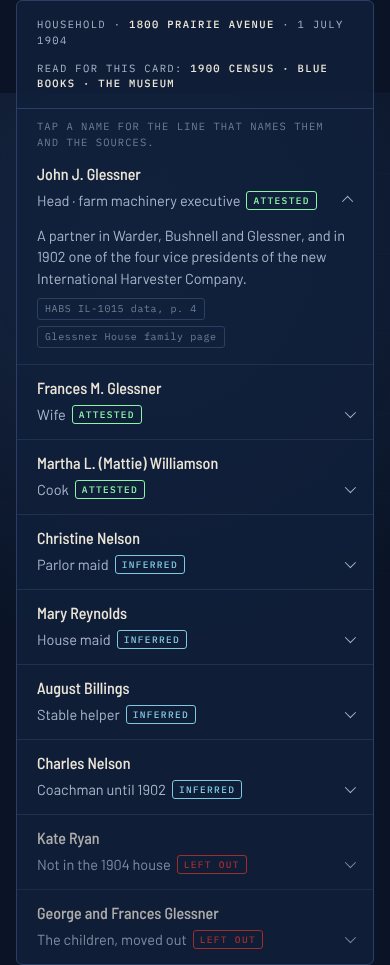 HOUSEHOLD · 1800 PRAIRIE AVENUE · 1 JULY
1904
READ FOR THIS CARD: 1900 CENSUS · BLUE
BOOKS · THE MUSEUM
TAP A NAME FOR THE LINE THAT NAMES THEM
AND THE SOURCES.
John J. Glessner
Head · farm machinery executive ATTESTED
A partner in Warder, Bushnell and Glessner, and in
1902 one of the four vice presidents of the new
International Harvester Company.
HABS IL-1015 data, p. 4
Glessner House family page
Frances M. Glessner
Wife ATTESTED
Martha L. (Mattie) Williamson
Cook ATTESTED
Christine Nelson
Parlor maid INFERRED
Mary Reynolds
House maid INFERRED
August Billings
Stable helper INFERRED
Charles Nelson
Coachman until 1902 INFERRED
Kate Ryan
Not in the 1904 house LEFT OUT
George and Frances Glessner
The children, moved out LEFT OUT